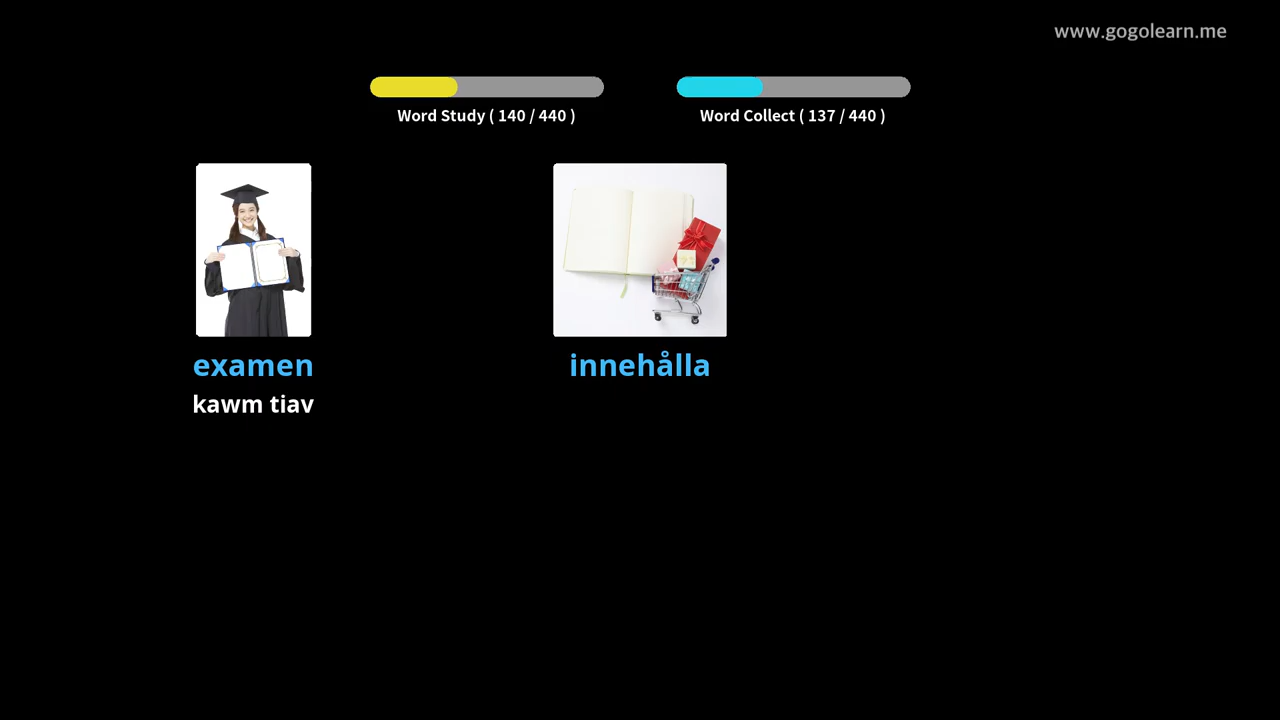 www.gogolearn.me
Word Study ( 140 / 440 )
Word Collect ( 137 / 440 )
examen
kawm tiav
innehålla